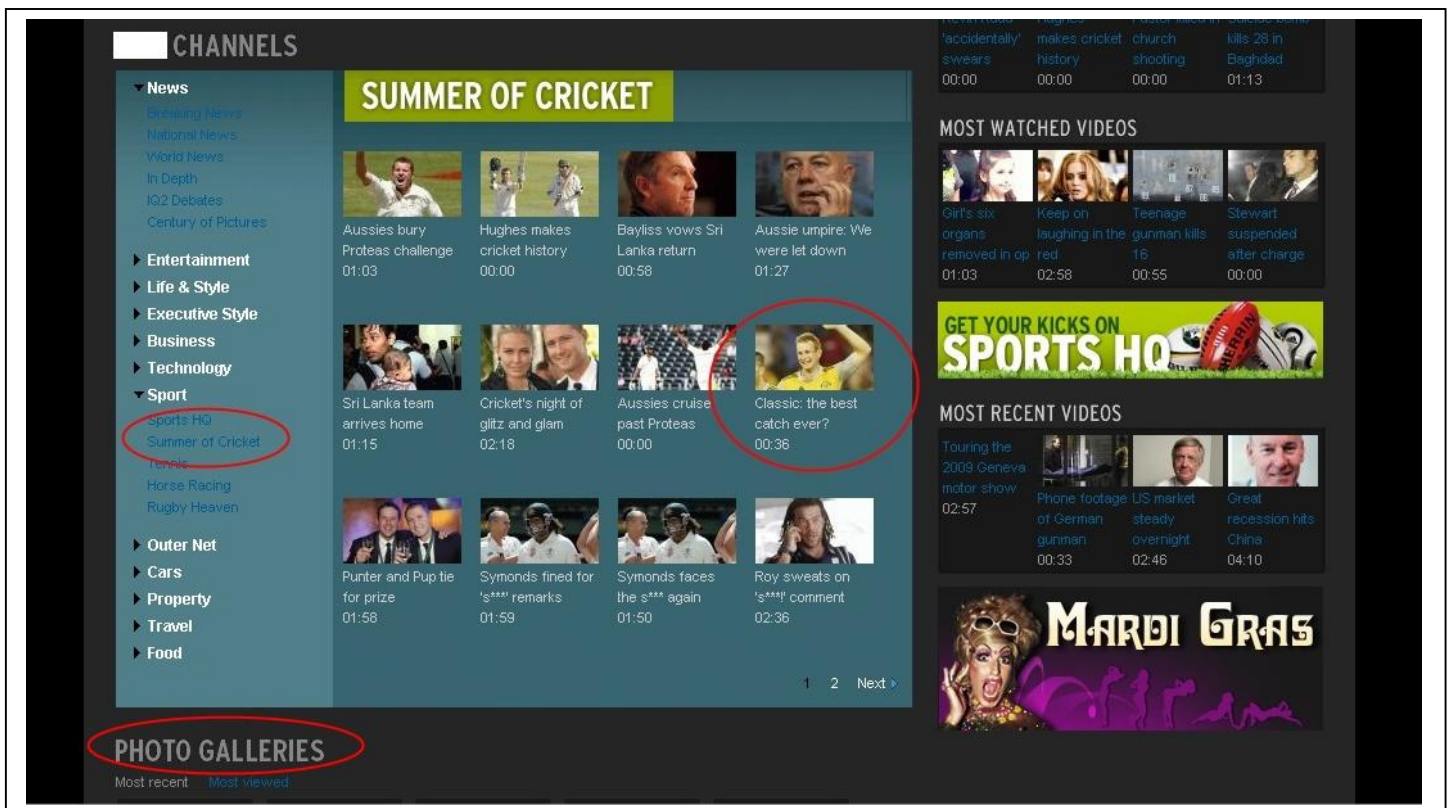 CHANNELS
News
Breaking News
National News
World News
In Depth
IQ2 Debates
Century of Pictures
Entertainment
Life & Style
Executive Style
Business
Technology
Sport
Sports HQ
Summer of Cricket
Tennis
Horse Racing
Rugby Heaven
Outer Net
Cars
Property
Travel
Food
SUMMER OF CRICKET
Aussies bury
Proteas challenge
01:03
Hughes makes
cricket history
00:00
Bayliss vows Sri
Lanka return
00:58
Aussie umpire: We
were let down
01:27
Sri Lanka team
arrives home
01:15
Cricket's night of
glitz and glam
02:18
Aussies cruise
past Proteas
00:00
Classic: the best
catch ever?
00:36
Punter and Pup tie
for prize
01:58
Symonds fined for
's***' remarks
01:59
Symonds faces
the s*** again
01:50
Roy sweats on
's***!' comment
02:36
1 2 Next
PHOTO GALLERIES
Most recent Most viewed
Kevin Rudd
'accidentally'
swears
00:00
Hughes
makes cricket
history
00:00
Pastor killed in
church
shooting
00:00
Suicide bomb
kills 28 in
Baghdad
01:13
MOST WATCHED VIDEOS
Girl's six
organs
removed in op
01:03
Keep on
laughing in the
red
02:58
Teenage
gunman kills
16
00:55
Stewart
suspended
after charge
00:00
GET YOUR KICKS ON
SPORTS HQ
SHERRIN
MOST RECENT VIDEOS
Touring the
2009 Geneva
motor show
02:57
Phone footage
of German
gunman
00:33
US market
steady
overnight
02:46
Great
recession hits
China
04:10
MARDI GRAS